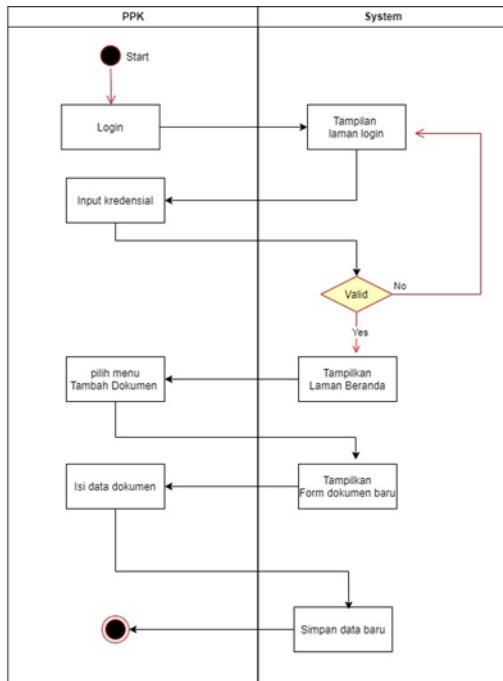 PPK
System
Start
Login
Tampilan
laman login
Input kredensial
Valid
No
Yes
pilih menu
Tambah Dokumen
Tampilkan
Laman Beranda
Isi data dokumen
Tampilkan
Form dokumen baru
Simpan data baru